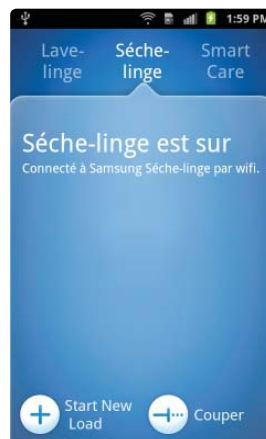 1:59 PM
Lave-
linge
Séche-
linge
Smart
Care
Séche-linge est sur
Connecté à Samsung Séche-linge par wifi.
Start New
Load
Couper